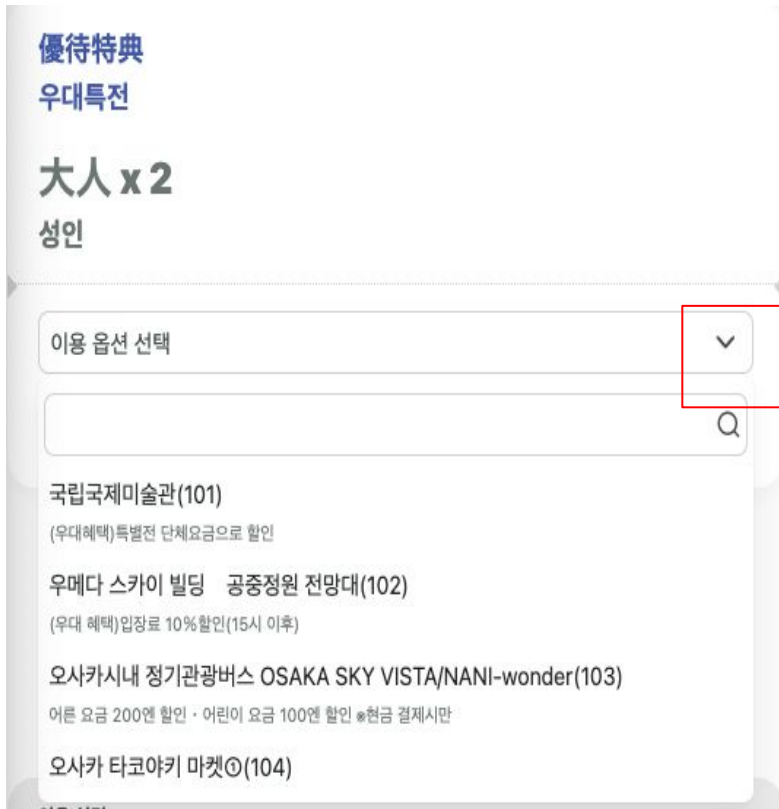 優待特典
우대특전
大人 x 2
성인
이용 옵션 선택
국립국제미술관(101)
(우대혜택)특별전 단체요금으로 할인
우메다 스카이 빌딩　공중정원 전망대(102)
(우대 혜택)입장료 10%할인(15시 이후)
오사카시내 정기관광버스 OSAKA SKY VISTA/NANI-wonder(103)
어른 요금 200엔 할인・어린이 요금 100엔 할인 ※현금 결제시만
오사카 타코야키 마켓①(104)